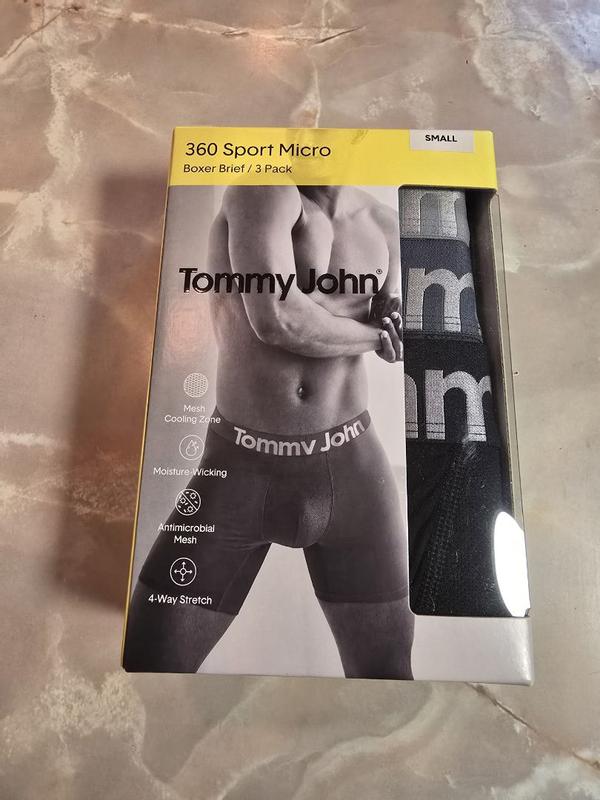 360 Sport Micro
SMALL
Boxer Brief / 3 Pack
Tommy John®
Mesh
Cooling Zone
Tommy John
Moisture-Wicking
Antimicrobial
Mesh
4-Way Stretch